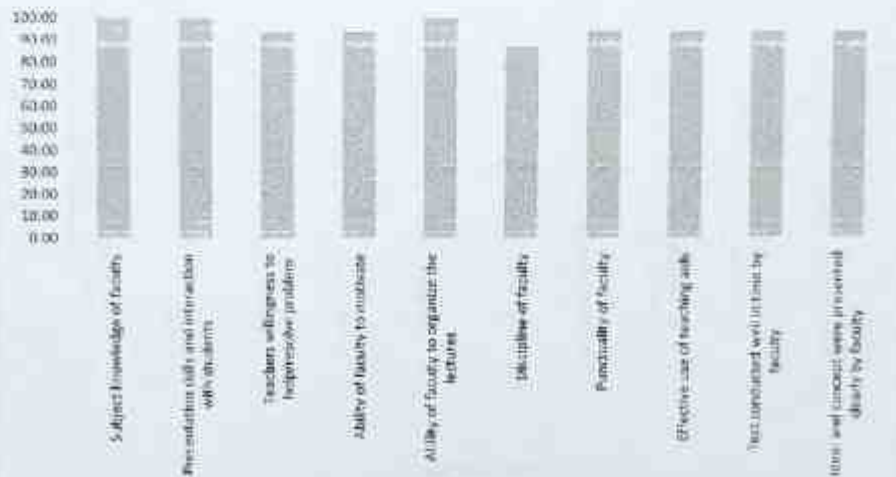 100.00
90.00
80.00
70.00
60.00
50.00
40.00
30.00
20.00
10.00
0.00
Subject knowledge of faculty
Presentation skills and interaction
with students
Teachers willingness to
help/resolve problem
Ability of faculty to motivate
Ability of faculty to organize the
lectures
Discipline of faculty
Punctuality of faculty
Effective use of teaching aids
Test conducted well in time by
faculty
and concept were presented
clearly by faculty